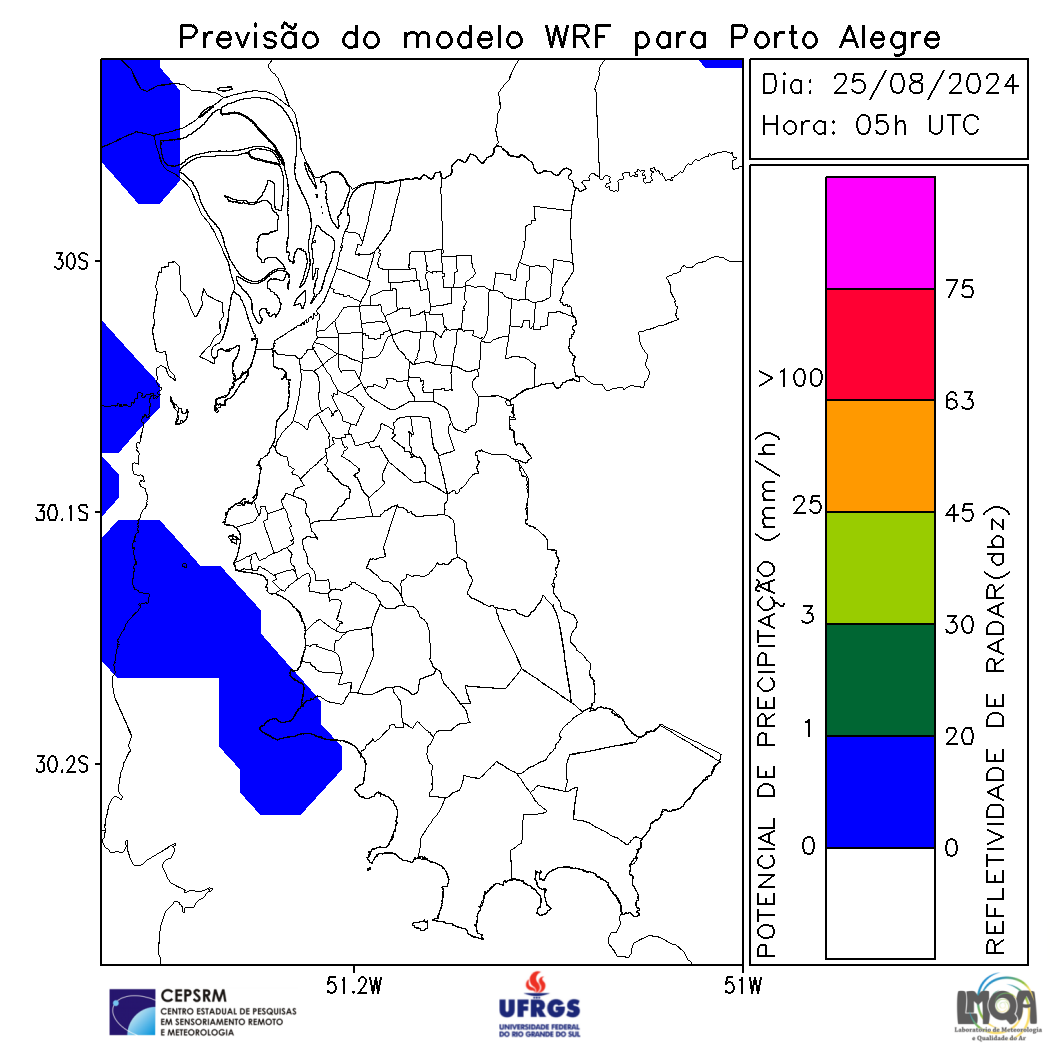 Previsão do modelo WRF para Porto Alegre
Dia: 25/08/2024
Hora: 05h UTC
30S
30.1S
30.2S
51.2W
51W
POTENCIAL DE PRECIPITAÇÃO (mm/h)
>100
25
3
1
0
75
63
45
30
20
0
REFLETIVIDADE DE RADAR(dbz)
CEPSRM
CENTRO ESTADUAL DE PESQUISAS
EM SENSORIAMENTO REMOTO
E METEOROLOGIA
UFRGS
UNIVERSIDADE FEDERAL
DO RIO GRANDE DO SUL
LMQA
Laboratório de Meteorologia
e Qualidade do Ar